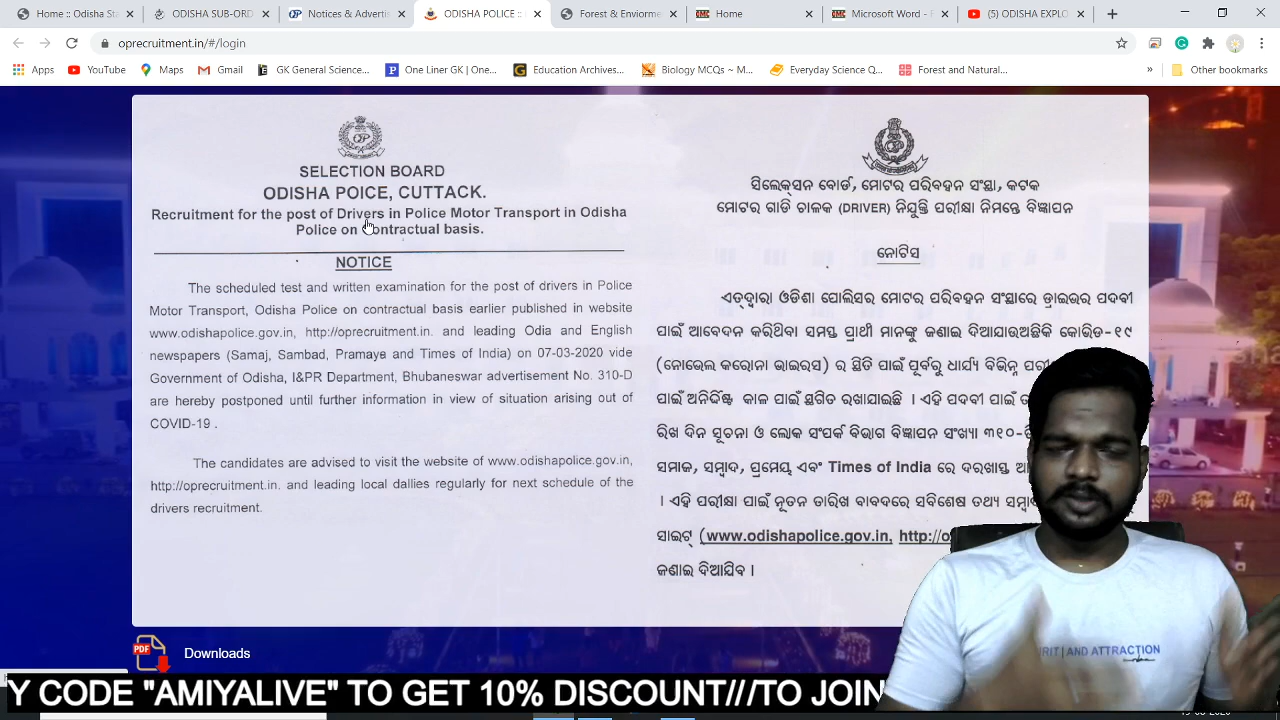 Home :: Odisha Sta
ODISHA SUB-ORD
Notices & Advertis
ODISHA POLICE ::
Forest & Enviorme
Home
Microsoft Word -
(5) ODISHA EXPLO
oprecruitment.in/#/login
Apps
YouTube
Maps
Gmail
GK General Science...
One Liner GK | One...
Education Archives...
Biology MCQs ~ M...
Everyday Science Q...
Forest and Natural...
»
Other bookmarks
SELECTION BOARD
ODISHA POICE, CUTTACK.
Recruitment for the post of Drivers in Police Motor Transport in Odisha
Police on Contractual basis.
NOTICE
The scheduled test and written examination for the post of drivers in Police
Motor Transport, Odisha Police on contractual basis earlier published in website
www.odishapolice.gov.in, http://oprecruitment.in. and leading Odia and English
newspapers (Samaj, Sambad, Pramaye and Times of India) on 07-03-2020 vide
Government of Odisha, I&PR Department, Bhubaneswar advertisement No. 310-D
are hereby postponed until further information in view of situation arising out of
COVID-19 .
The candidates are advised to visit the website of www.odishapolice.gov.in,
http://oprecruitment.in. and leading local dallies regularly for next schedule of the
drivers recruitment.
ସିଲେକ୍ସନ ବୋର୍ଡ, ମୋଟର ପରିବହନ ସଂସ୍ଥା, କଟକ
ମୋଟର ଗାଡି ଚାଳକ (DRIVER) ନିଯୁକ୍ତି ପରୀକ୍ଷା ନିମନ୍ତେ ବିଜ୍ଞାପନ
ନୋଟିସ
ଏତଦ୍ୱାରା ଓଡିଶା ପୋଲିସର ମୋଟର ପରିବହନ ସଂସ୍ଥାରେ ଡ୍ରାଇଭର ପଦବୀ
ପାଇଁ ଆବେଦନ କରିଥିବା ସମସ୍ତ ପ୍ରାର୍ଥୀ ମାନଙ୍କୁ ଜଣାଇ ଦିଆଯାଉଅଛିକି କୋଭିଡ-୧୯
(ନୋଭେଲ କରୋନା ଭାଇରସ) ର ସ୍ଥିତି ପାଇଁ ପୂର୍ବରୁ ଧାର୍ଯ୍ୟ ବିଭିନ୍ନ
ପାଇଁ ଅନିର୍ଦ୍ଦିଷ୍ଟ କାଳ ପାଇଁ ସ୍ଥଗିତ ରଖାଯାଇଛି । ଏହି ପଦବୀ ପାଇଁ
ରିଖ ଦିନ ସୂଚନା ଓ ଲୋକ ସଂପର୍କ ବିଭାଗ ବିଜ୍ଞାପନ ସଂଖ୍ୟା ୩୧୦-
ସମାଜ, ସମ୍ବାଦ, ପ୍ରମେୟ ଏବଂ Times of India ରେ ଦରଖାସ୍ତ
। ଏହି ପରୀକ୍ଷା ପାଇଁ ନୂତନ ତାରିଖ ବାବଦରେ ସବିଶେଷ ତଥ୍ୟ
ସାଇଟ୍ (www.odishapolice.gov.in, http://o
ଜଣାଇ ଦିଆଯିବ ।
Downloads
RIT | AND ATTRACTION
Y CODE "AMIYALIVE" TO GET 10% DISCOUNT///TO JOIN